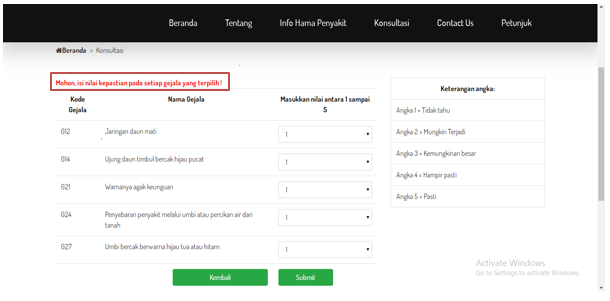 Beranda Tentang Info Hama Penyakit Konsultasi Contact Us Petunjuk
Beranda » Konsultasi
Mohon, isi nilai kepastian pada setiap gejala yang terpilih !
Kode Gejala Nama Gejala Masukkan nilai antara 1 sampai 5
G12 Jaringan daun mati 1
G14 Ujung daun timbul bercak hijau pucat 1
G21 Warnanya agak keunguan 1
G24 Penyebaran penyakit melalui umbi atau percikan air dari
tanah 1
G27 Umbi bercak berwarna hijau tua atau hitam 1
Kembali Submit
Keterangan angka:
Angka 1 = Tidak tahu
Angka 2 = Mungkin Terjadi
Angka 3 = Kemungkinan besar
Angka 4 = Hampir pasti
Angka 5 = Pasti
Activate Windows
Go to Settings to activate Windows.